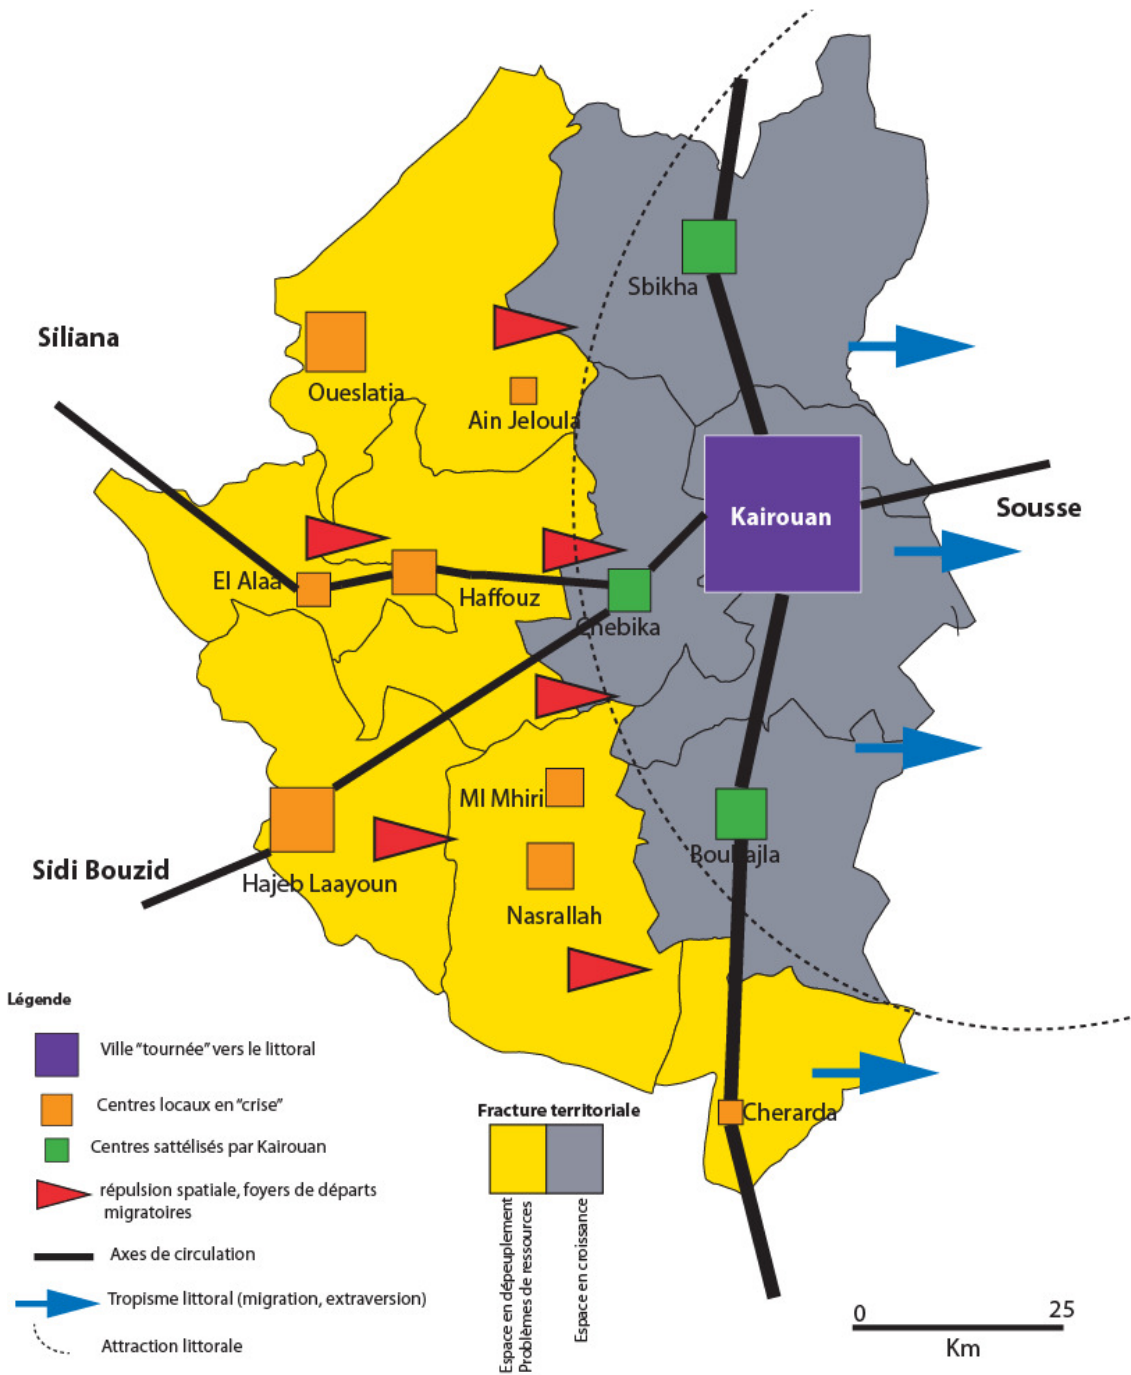 Sbikha
Siliana
Oueslatia
Ain Jeloula
Kairouan
Sousse
El Alaa
Haffouz
Chebika
Ml Mhiri
Bouhajla
Sidi Bouzid
Hajeb Laayoun
Nasrallah
Cherarda
Légende
Ville "tournée" vers le littoral
Centres locaux en "crise"
Centres sattélisés par Kairouan
répulsion spatiale, foyers de départs
migratoires
Axes de circulation
Tropisme littoral (migration, extraversion)
Attraction littorale
Fracture territoriale
Espace en dépeuplement
Problèmes de ressources
Espace en croissance
0 25
Km